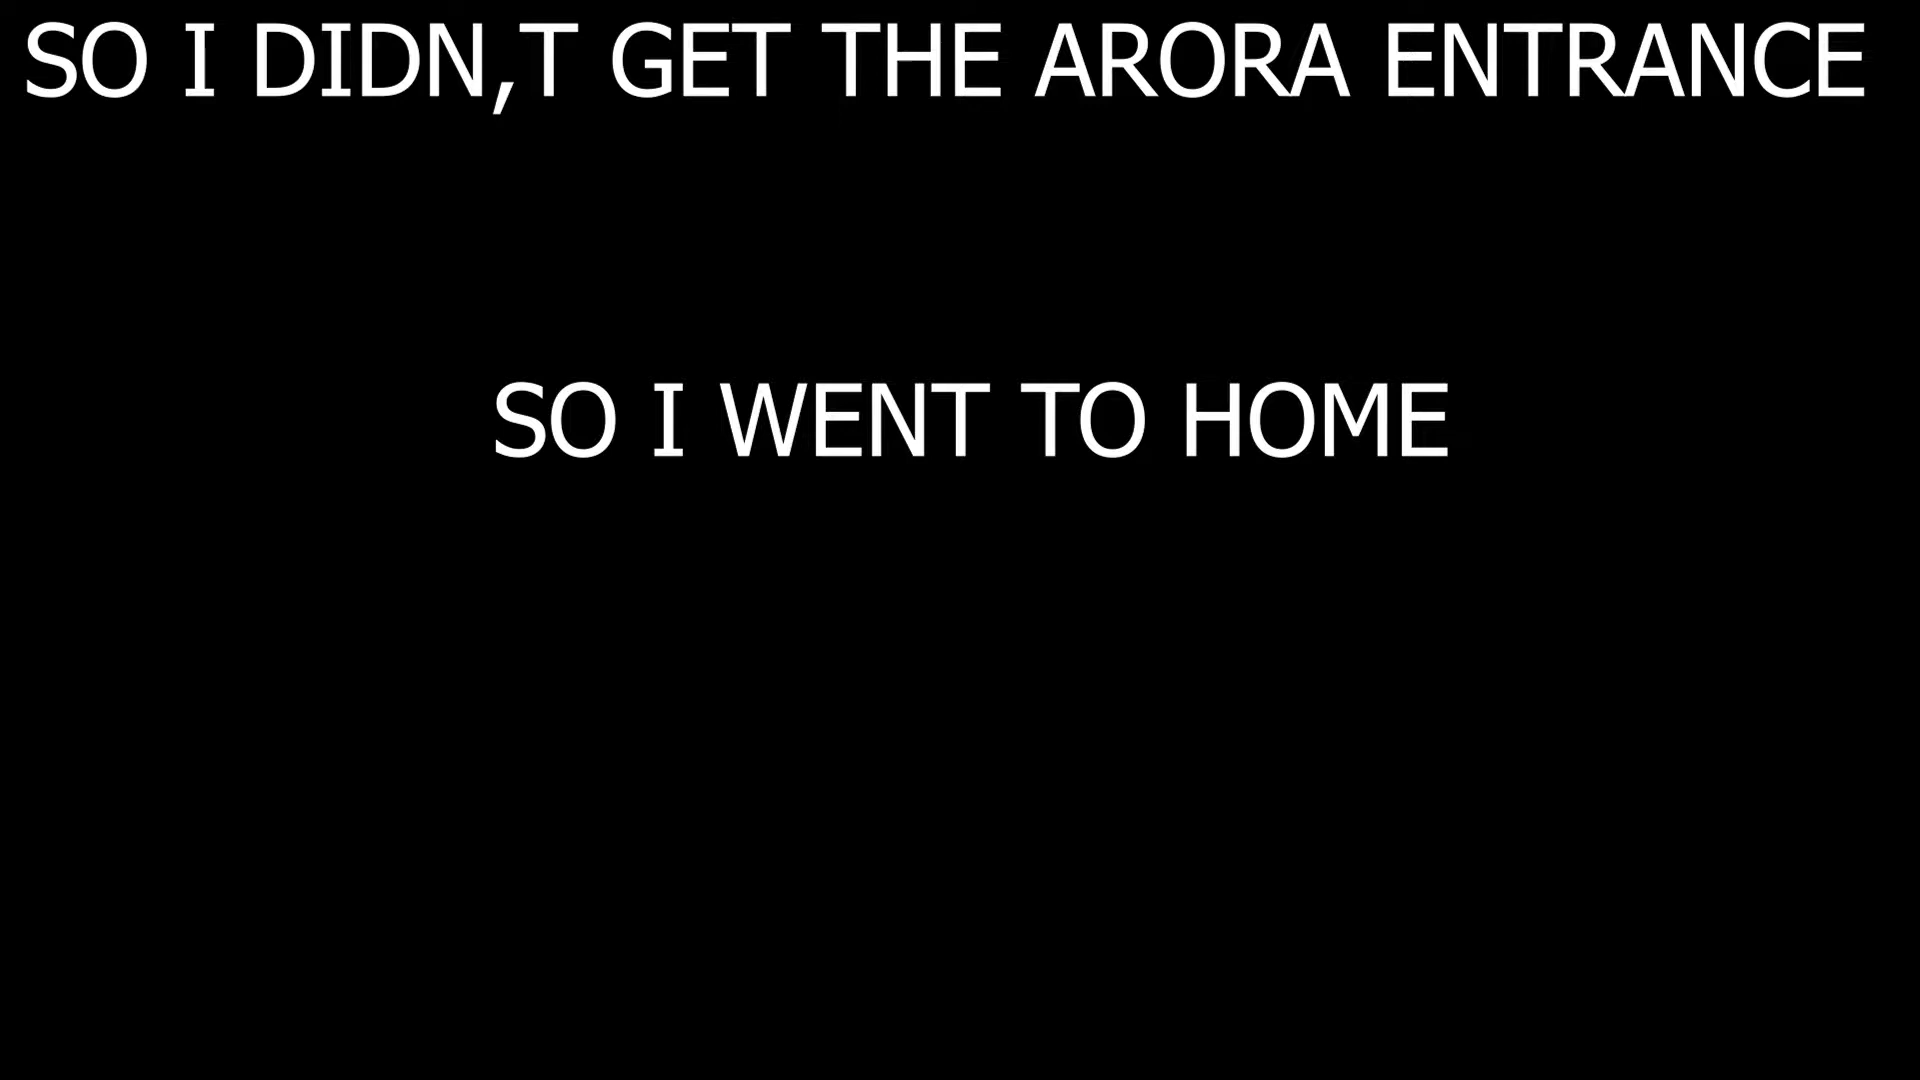 SO I DIDN,T GET THE ARORA ENTRANCE
SO I WENT TO HOME